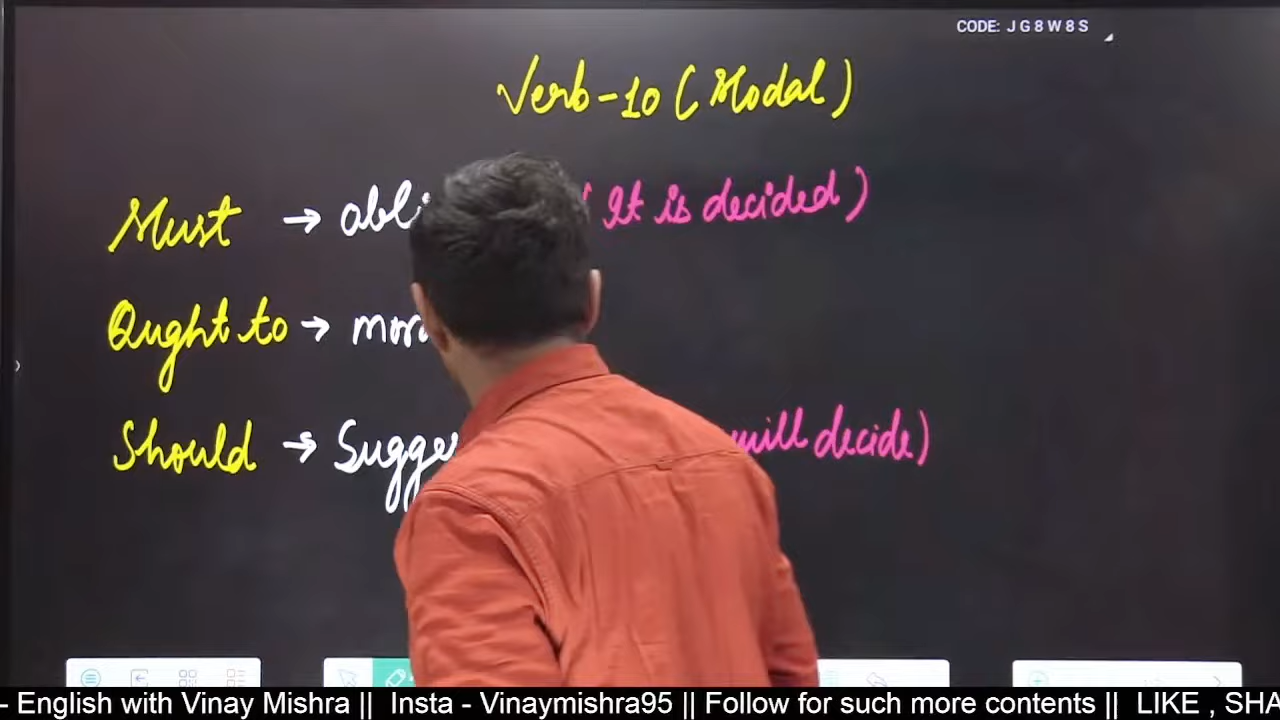 CODE: J G 8 W 8 S
Verb-10 (Modal)
Must → obli It is decided)
Ought to → mor
Should → Sugge will decide)
- English with Vinay Mishra || Insta - Vinaymishra95 || Follow for such more contents || LIKE , SHA